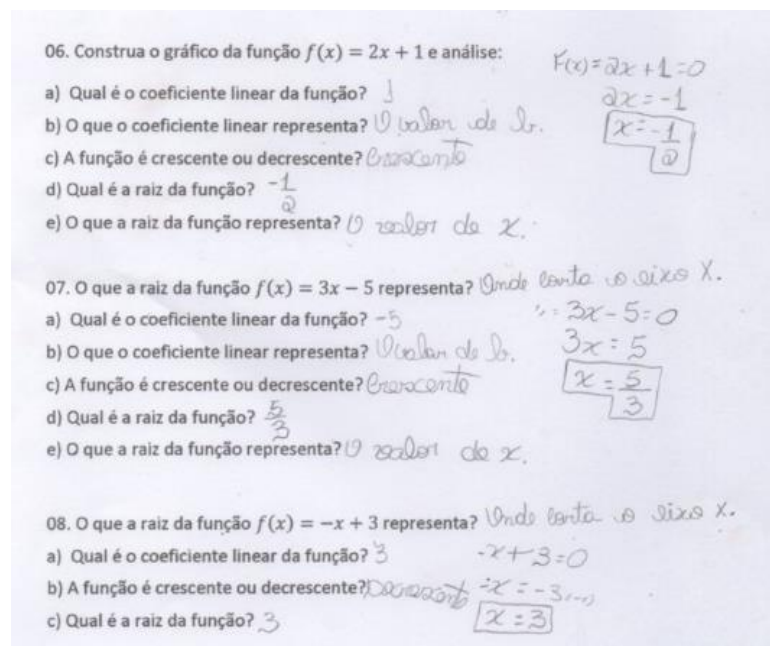 06. Construa o gráfico da função f(x) = 2x + 1 e análise:
F(x) = 2x + 1 = 0
a) Qual é o coeficiente linear da função? 1
2x = -1
b) O que o coeficiente linear representa? O valor de b.
x = -1/2
c) A função é crescente ou decrescente? Crescente
d) Qual é a raiz da função? -1/2
e) O que a raiz da função representa? O valor de x.
07. O que a raiz da função f(x) = 3x − 5 representa? Onde corta o eixo X.
a) Qual é o coeficiente linear da função? -5
3x - 5 = 0
b) O que o coeficiente linear representa? O valor de b.
3x = 5
c) A função é crescente ou decrescente? Crescente
x = 5/3
d) Qual é a raiz da função? 5/3
e) O que a raiz da função representa? O valor de x.
08. O que a raiz da função f(x) = −x + 3 representa? Onde corta o eixo X.
a) Qual é o coeficiente linear da função? 3
-x + 3 = 0
b) A função é crescente ou decrescente? Decrescente
-x = -3
c) Qual é a raiz da função? 3
x = 3